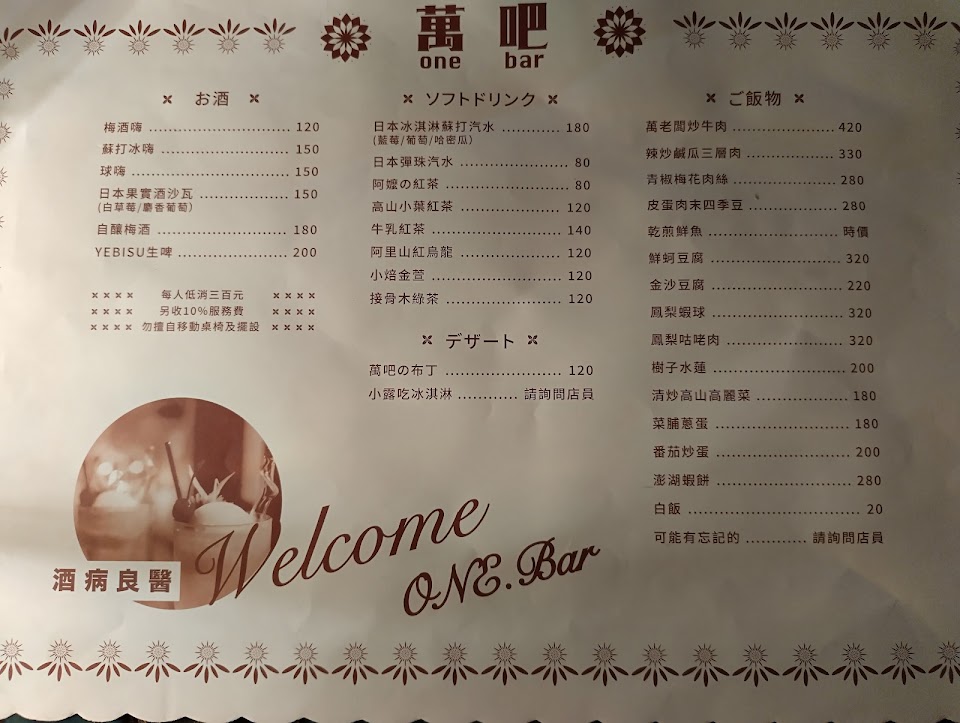 萬吧
one bar
お酒
梅酒嗨 120
蘇打冰嗨 150
球嗨 150
日本果實酒沙瓦 150
(白草莓/麝香葡萄)
自釀梅酒 180
YEBISU生啤 200
每人低消三百元
另收10%服務費
勿擅自移動桌椅及擺設
ソフトドリンク
日本冰淇淋蘇打汽水 180
(藍莓/葡萄/哈密瓜)
日本彈珠汽水 80
阿嬤の紅茶 80
高山小葉紅茶 120
牛乳紅茶 140
阿里山紅烏龍 120
小焙金萱 120
接骨木綠茶 120
デザート
萬吧の布丁 120
小露吃冰淇淋 請詢問店員
ご飯物
萬老闆炒牛肉 420
辣炒鹹瓜三層肉 330
青椒梅花肉絲 280
皮蛋肉末四季豆 280
乾煎鮮魚 時價
鮮蚵豆腐 320
金沙豆腐 220
鳳梨蝦球 320
鳳梨咕咾肉 320
樹子水蓮 200
清炒高山高麗菜 180
菜脯蔥蛋 180
番茄炒蛋 200
澎湖蝦餅 280
白飯 20
可能有忘記的 請詢問店員
酒病良醫
Welcome
ONE.Bar